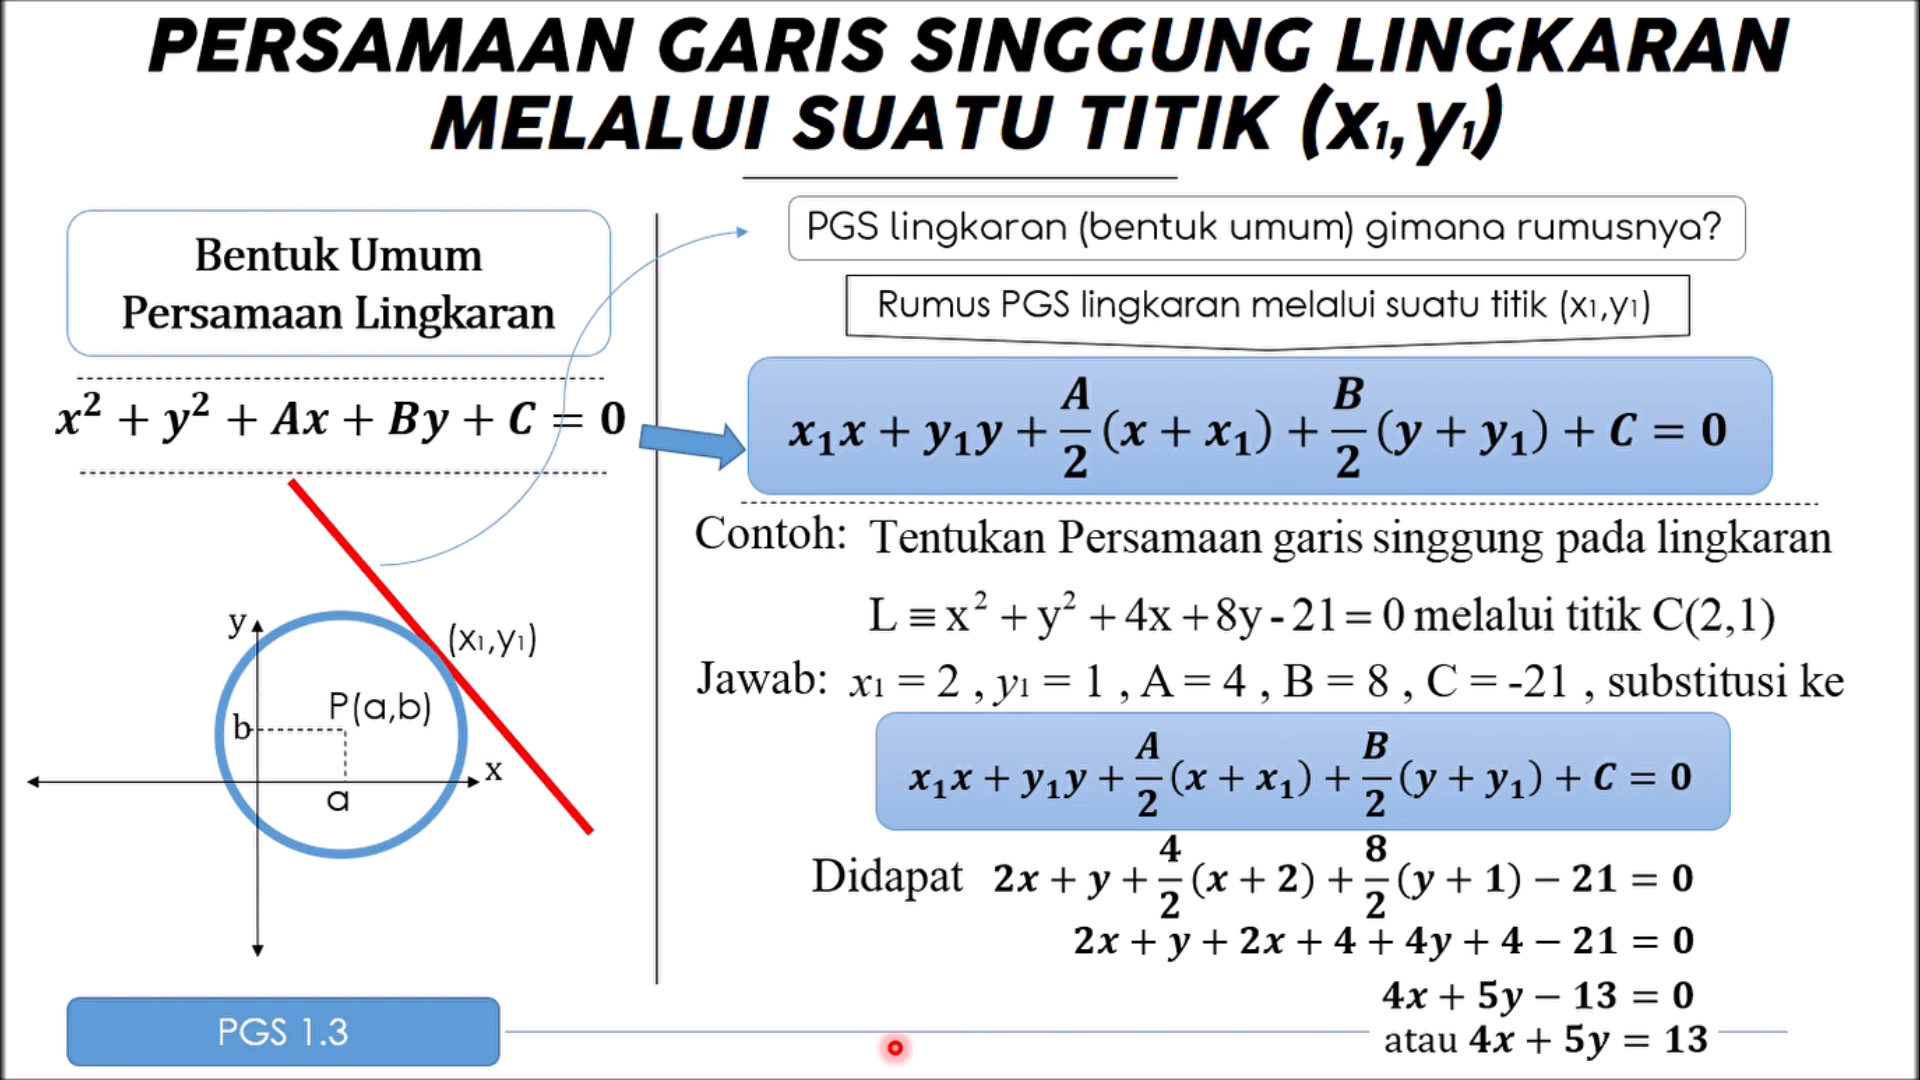 PERSAMAAN GARIS SINGGUNG LINGKARAN
MELALUI SUATU TITIK (x₁,y₁)
Bentuk Umum
Persamaan Lingkaran
x² + y² + Ax + By + C = 0
y
(x₁,y₁)
P(a,b)
b
x
a
PGS 1.3
PGS lingkaran (bentuk umum) gimana rumusnya?
Rumus PGS lingkaran melalui suatu titik (x₁,y₁)
x₁x + y₁y + A/2 (x + x₁) + B/2 (y + y₁) + C = 0
Contoh: Tentukan Persamaan garis singgung pada lingkaran
L ≡ x² + y² + 4x + 8y - 21 = 0 melalui titik C(2,1)
Jawab: x₁ = 2 , y₁ = 1 , A = 4 , B = 8 , C = -21 , substitusi ke
x₁x + y₁y + A/2 (x + x₁) + B/2 (y + y₁) + C = 0
Didapat 2x + y + 4/2 (x + 2) + 8/2 (y + 1) − 21 = 0
2x + y + 2x + 4 + 4y + 4 − 21 = 0
4x + 5y − 13 = 0
atau 4x + 5y = 13